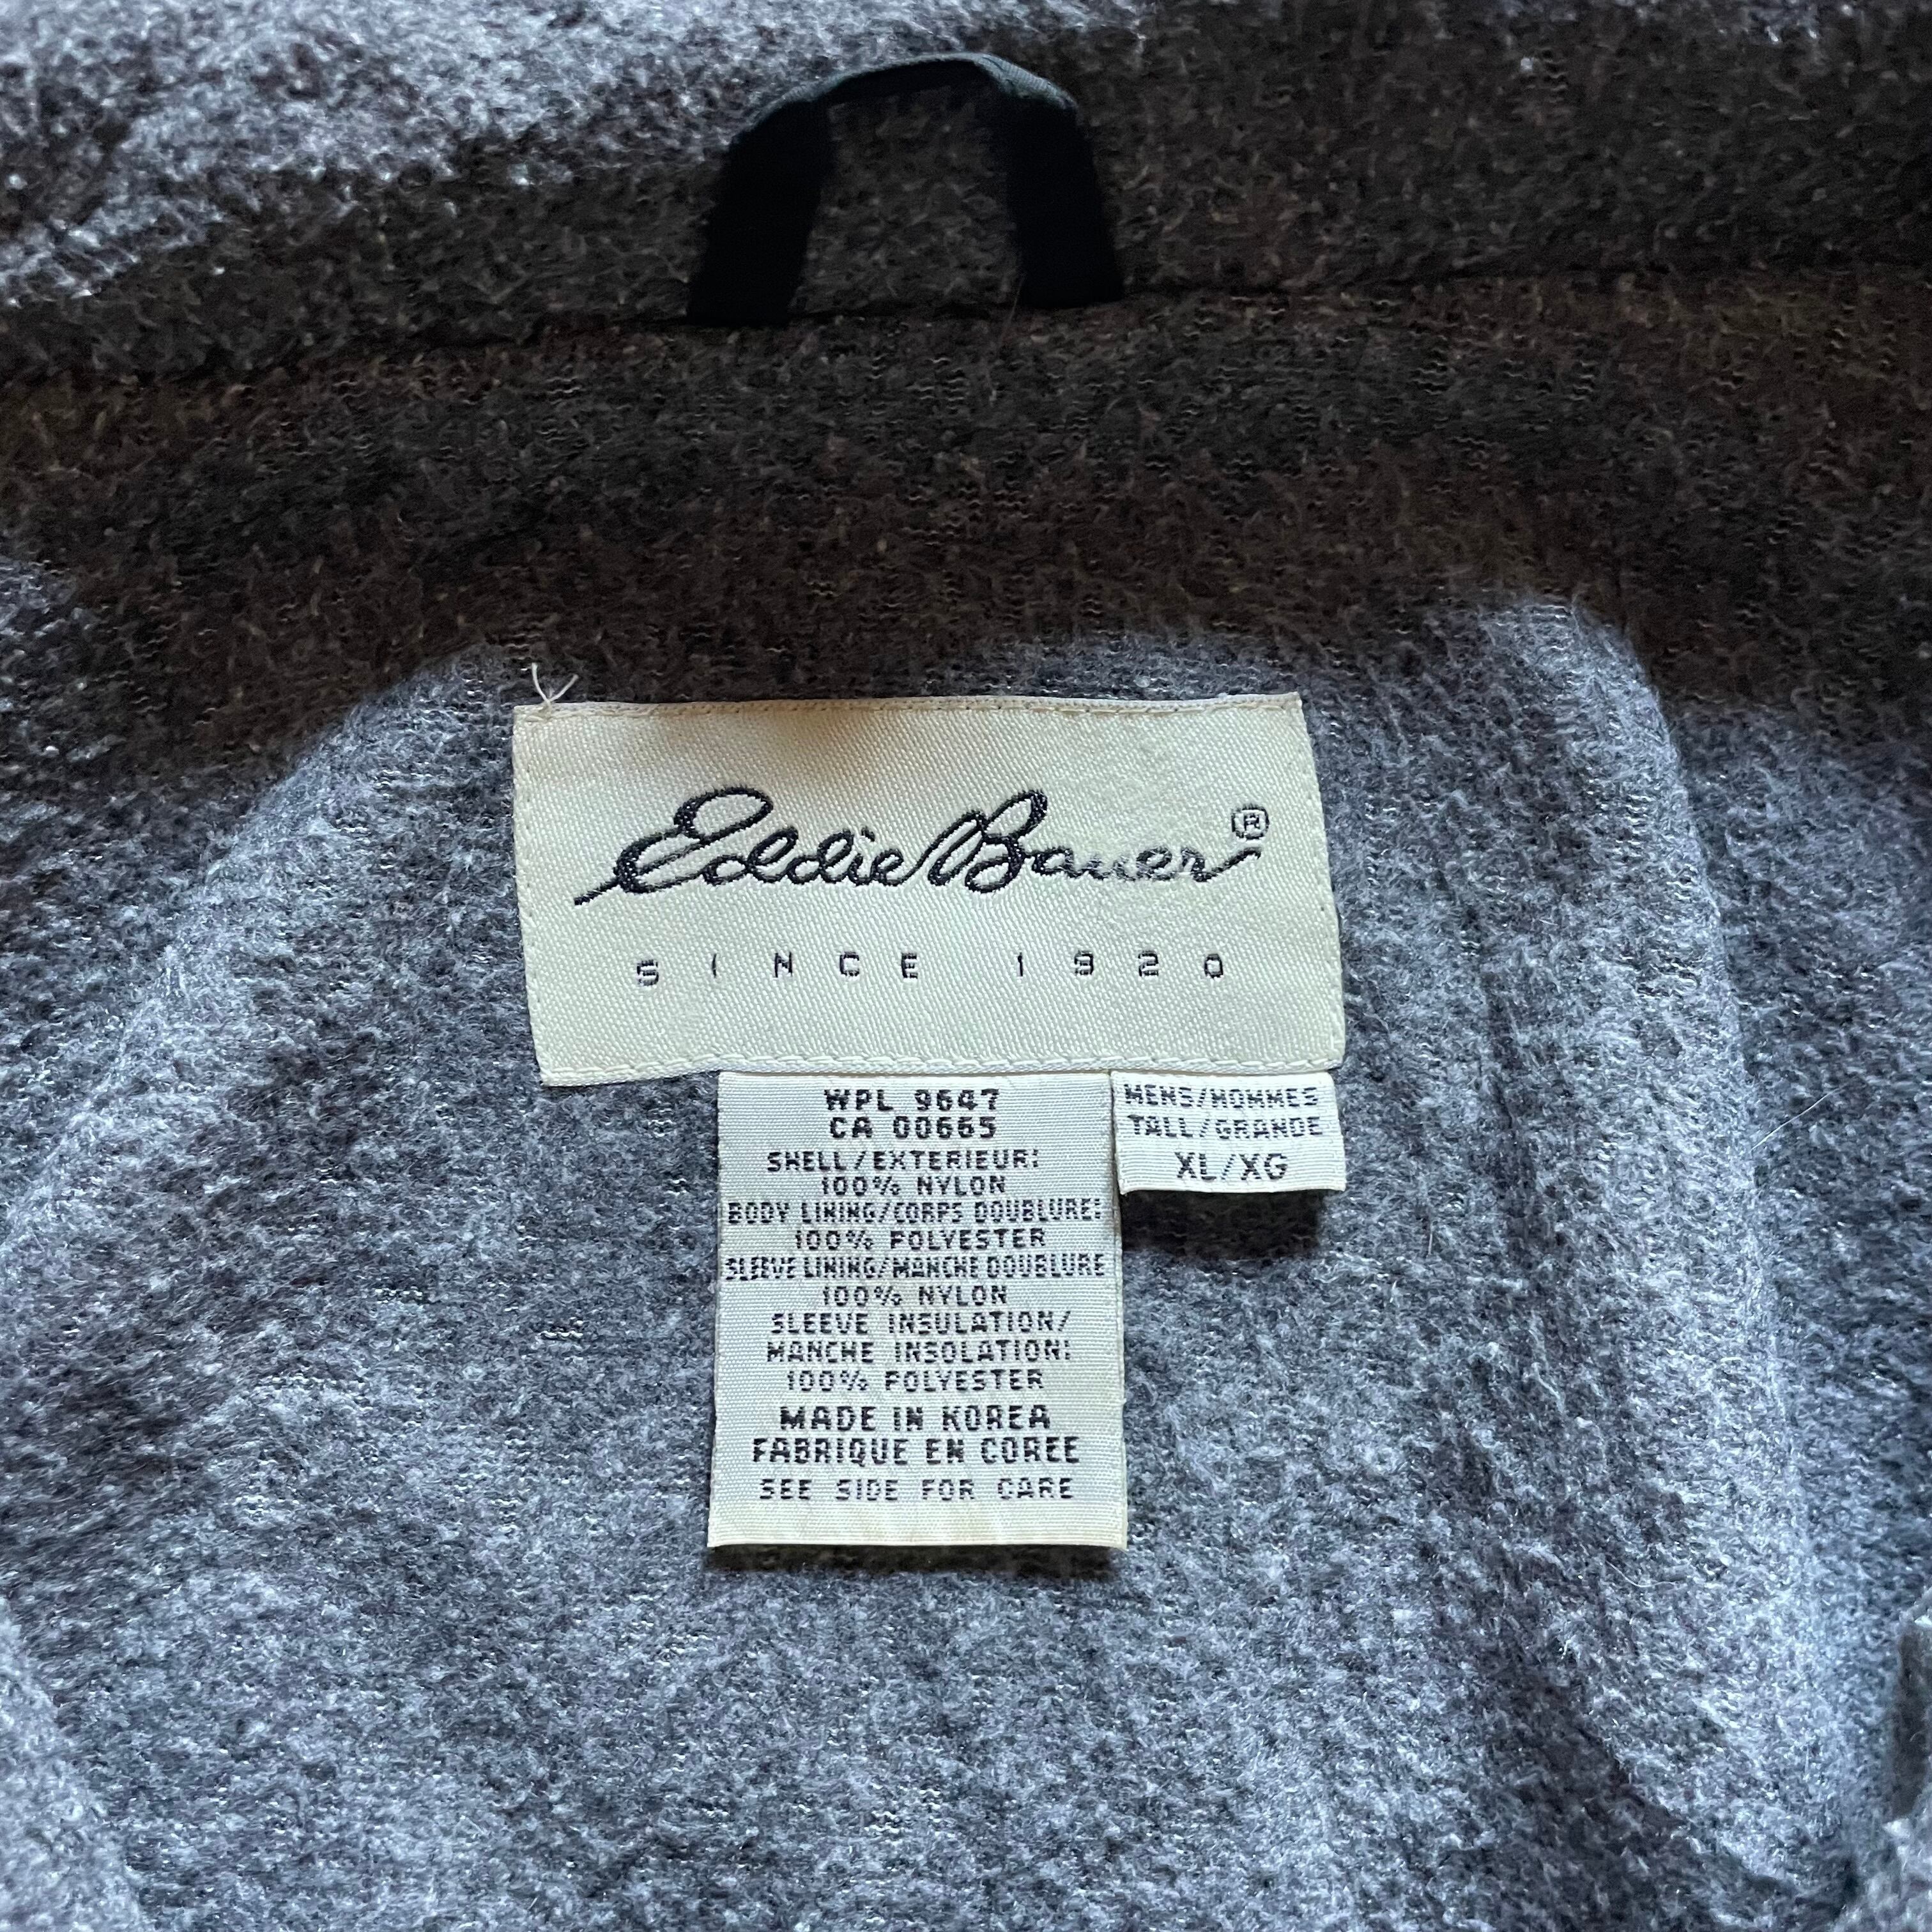 Eddie Bauer®
SINCE 1920
WPL 9647
CA 00665
SHELL/EXTERIEUR:
100% NYLON
BODY LINING/CORPS DOUBLURE:
100% POLYESTER
SLEEVE LINING/MANCHE DOUBLURE
100% NYLON
SLEEVE INSULATION/
MANCHE INSOLATION:
100% POLYESTER
MADE IN KOREA
FABRIQUE EN COREE
SEE SIDE FOR CARE
MENS/HOMMES
TALL/GRANDE
XL/XG